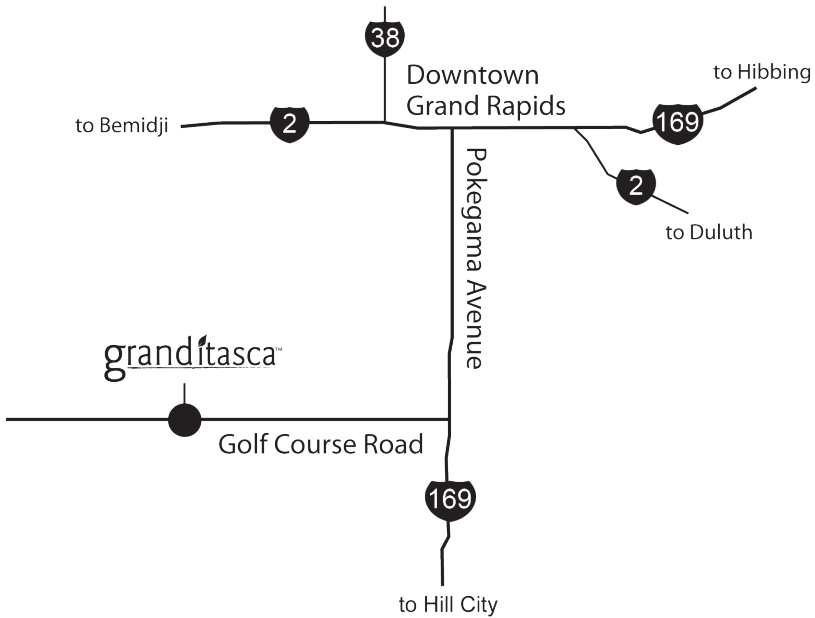 38
Downtown
Grand Rapids
to Hibbing
to Bemidji
2
169
2
to Duluth
Pokegama Avenue
granditasca™
Golf Course Road
169
to Hill City